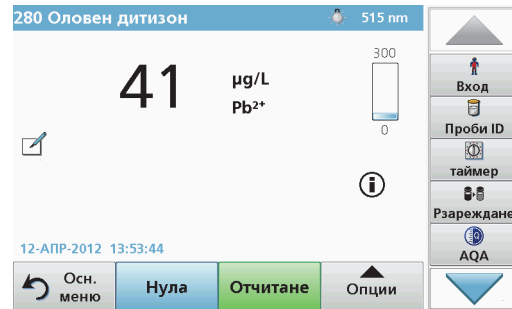 280 Оловен дитизон
515 nm
300
41
µg/L
Pb²⁺
0
12-АПР-2012 13:53:44
Осн.
меню
Нула
Отчитане
Опции
Вход
Проби ID
таймер
Рзареждане
AQA